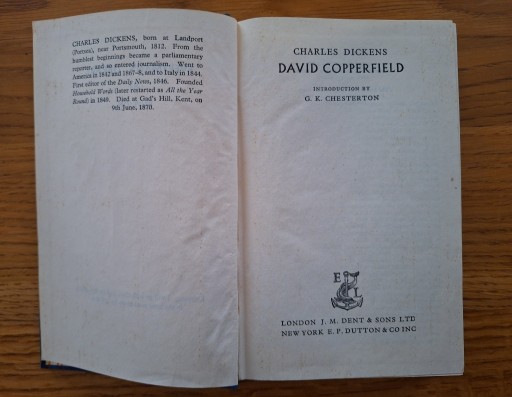 CHARLES DICKENS, born at Landport
(Portsea), near Portsmouth, 1812. From the
humblest beginnings became a parliamentary
reporter, and so entered journalism. Went to
America in 1842 and 1867–8, and to Italy in 1844.
First editor of the Daily News, 1846. Founded
Household Words (later restarted as All the Year
Round) in 1849. Died at Gad's Hill, Kent, on
9th June, 1870.
CHARLES DICKENS
DAVID COPPERFIELD
INTRODUCTION BY
G. K. CHESTERTON
E L
LONDON J. M. DENT & SONS LTD
NEW YORK E. P. DUTTON & CO INC